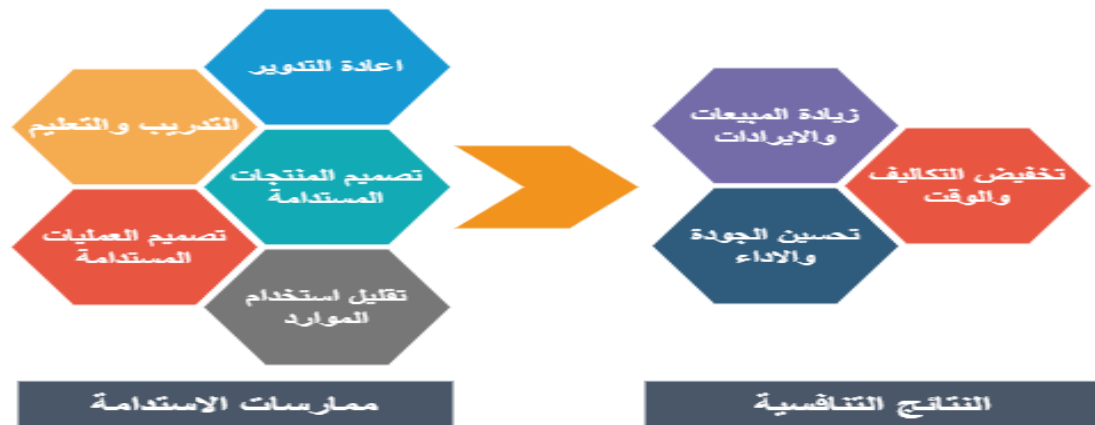 اعادة التدوير
التدريب والتعليم
تصميم المنتجات
المستدامة
تصميم العمليات
المستدامة
تقليل استخدام
الموارد
ممارسات الاستدامة
زيادة المبيعات
والايرادات
تخفيض التكاليف
والوقت
تحسين الجودة
والاداء
النتائج التنافسية